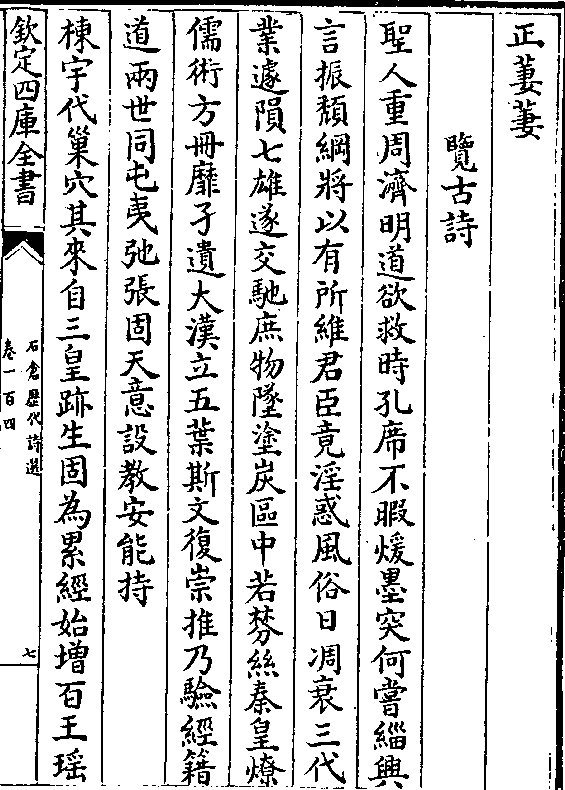 正萋萋
覽古詩
聖人重周濟明道欲救時孔席不暇煖墨突何嘗緇興
言振頹綱將以有所維君臣竟淫惑風俗日凋衰三代
業遽隕七雄遂交馳庶物墜塗炭區中若棼絲秦皇燎
儒術方冊靡孑遺大漢立五葉斯文復崇推乃驗經籍
道兩世同屯夷弛張固天意設教安能持
棟宇代巢穴其來自三皇跡生固為累經始增百王瑶
欽定四庫全書
石倉歷代詩選
卷一百四
七